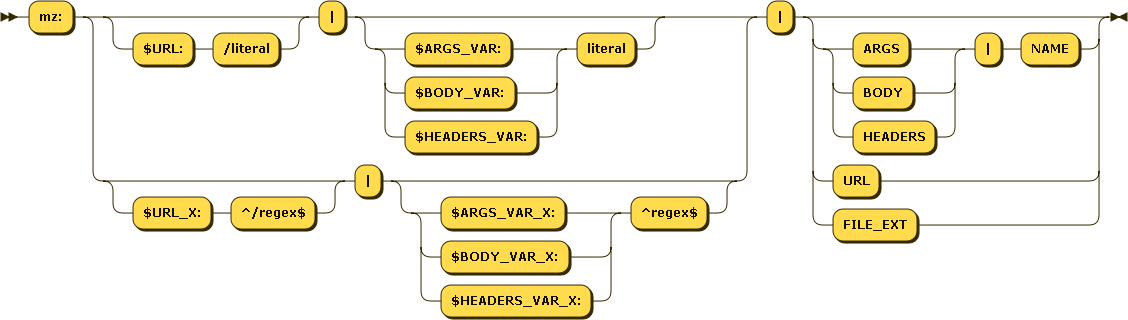 mz: | |
$URL: /literal $ARGS_VAR: literal ARGS | NAME
$BODY_VAR: BODY
$HEADERS_VAR: HEADERS
| URL
$URL_X: ^/regex$ $ARGS_VAR_X: ^regex$ FILE_EXT
$BODY_VAR_X:
$HEADERS_VAR_X: